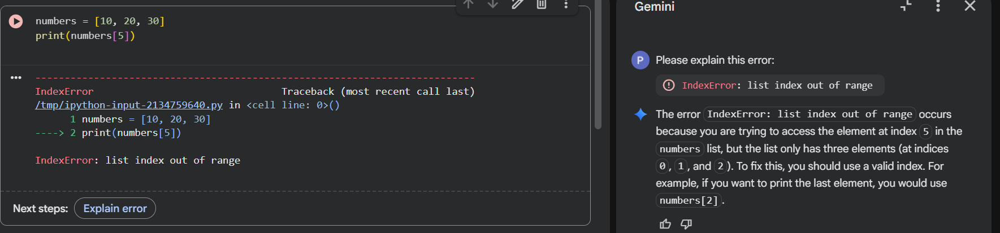 numbers = [10, 20, 30]
print(numbers[5])
---------------------------------------------------------------------------
IndexError                                Traceback (most recent call last)
/tmp/ipython-input-2134759640.py in <cell line: 0>()
      1 numbers = [10, 20, 30]
----> 2 print(numbers[5])
IndexError: list index out of range
Next steps: Explain error
Gemini
P Please explain this error:
IndexError: list index out of range
The error IndexError: list index out of range occurs
because you are trying to access the element at index 5 in the
numbers list, but the list only has three elements (at indices
0, 1, and 2). To fix this, you should use a valid index. For
example, if you want to print the last element, you would use
numbers[2].